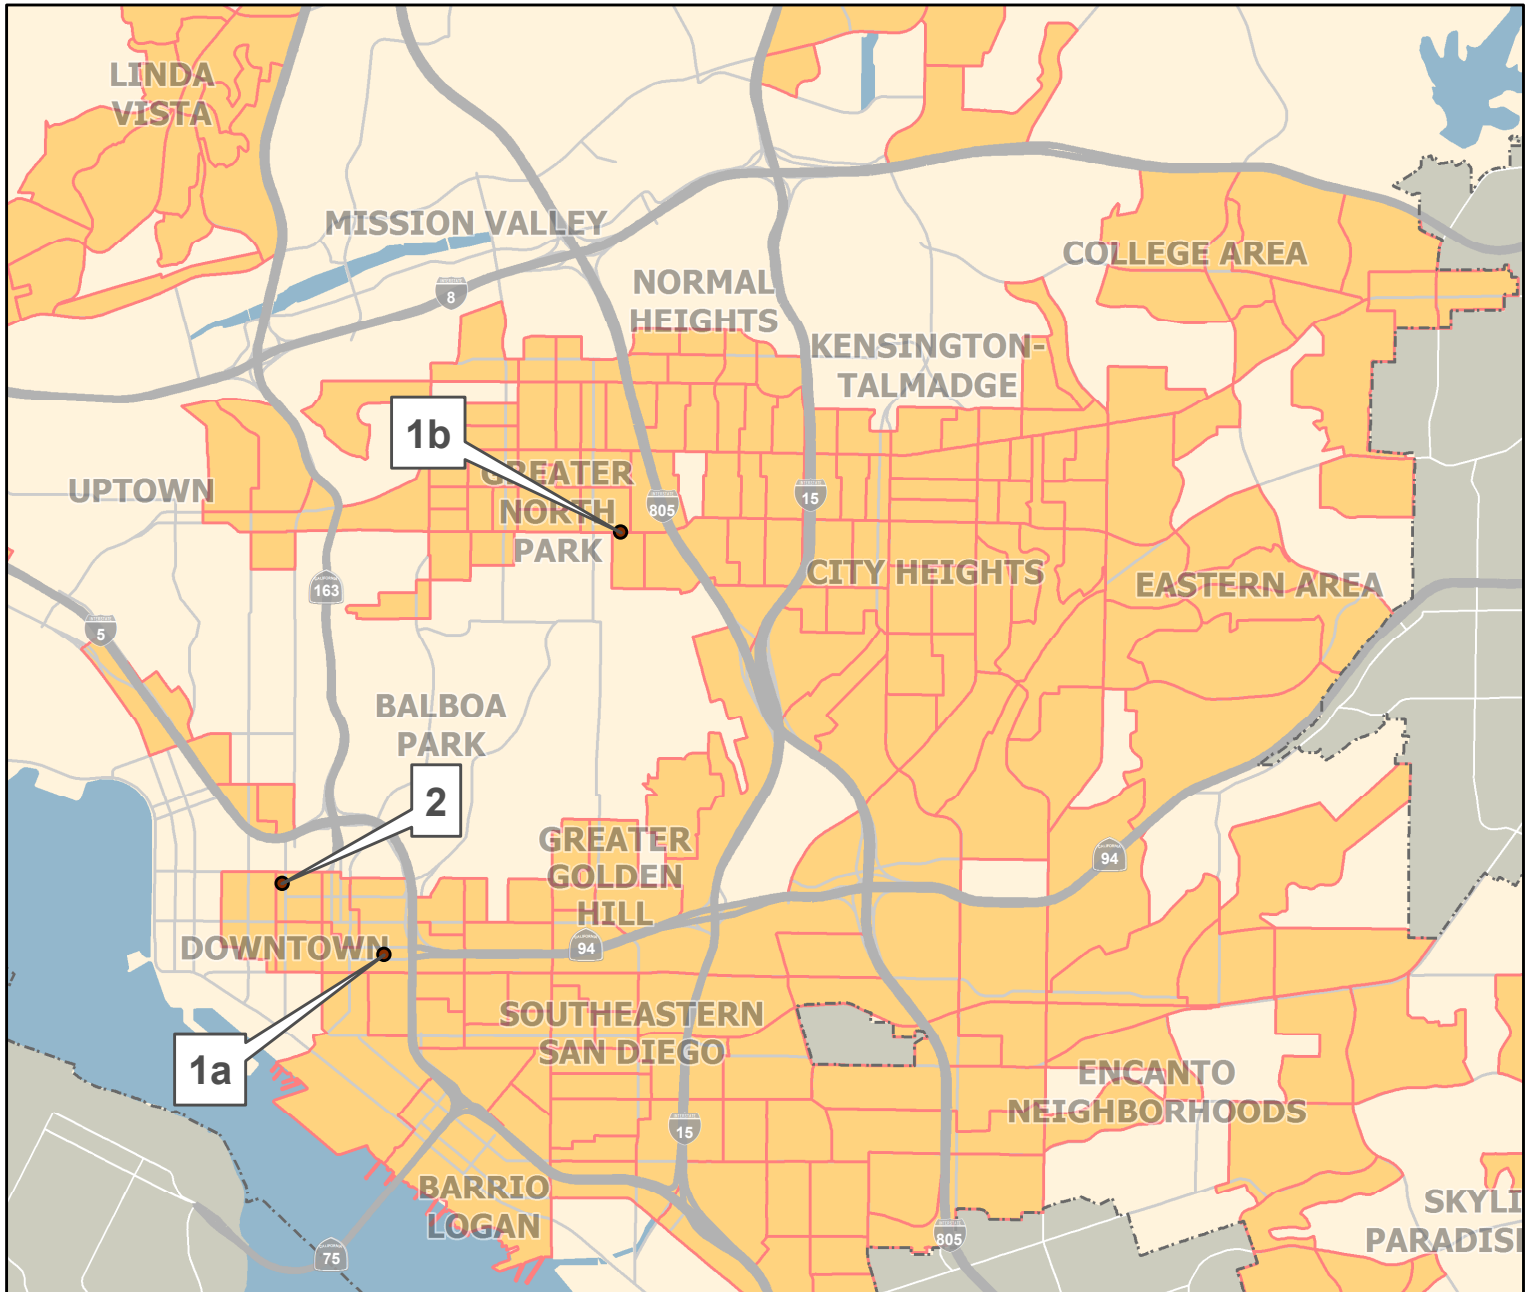 LINDA
VISTA
MISSION VALLEY
COLLEGE AREA
8
NORMAL
HEIGHTS
KENSINGTON-
TALMADGE
1b
GREATER
NORTH
PARK
UPTOWN
805
15
CITY HEIGHTS
EASTERN AREA
163
5
BALBOA
PARK
2
GREATER
GOLDEN
HILL
94
DOWNTOWN
94
SOUTHEASTERN
SAN DIEGO
1a
ENCANTO
NEIGHBORHOODS
15
BARRIO
LOGAN
SKYLI
PARADIS
805
75